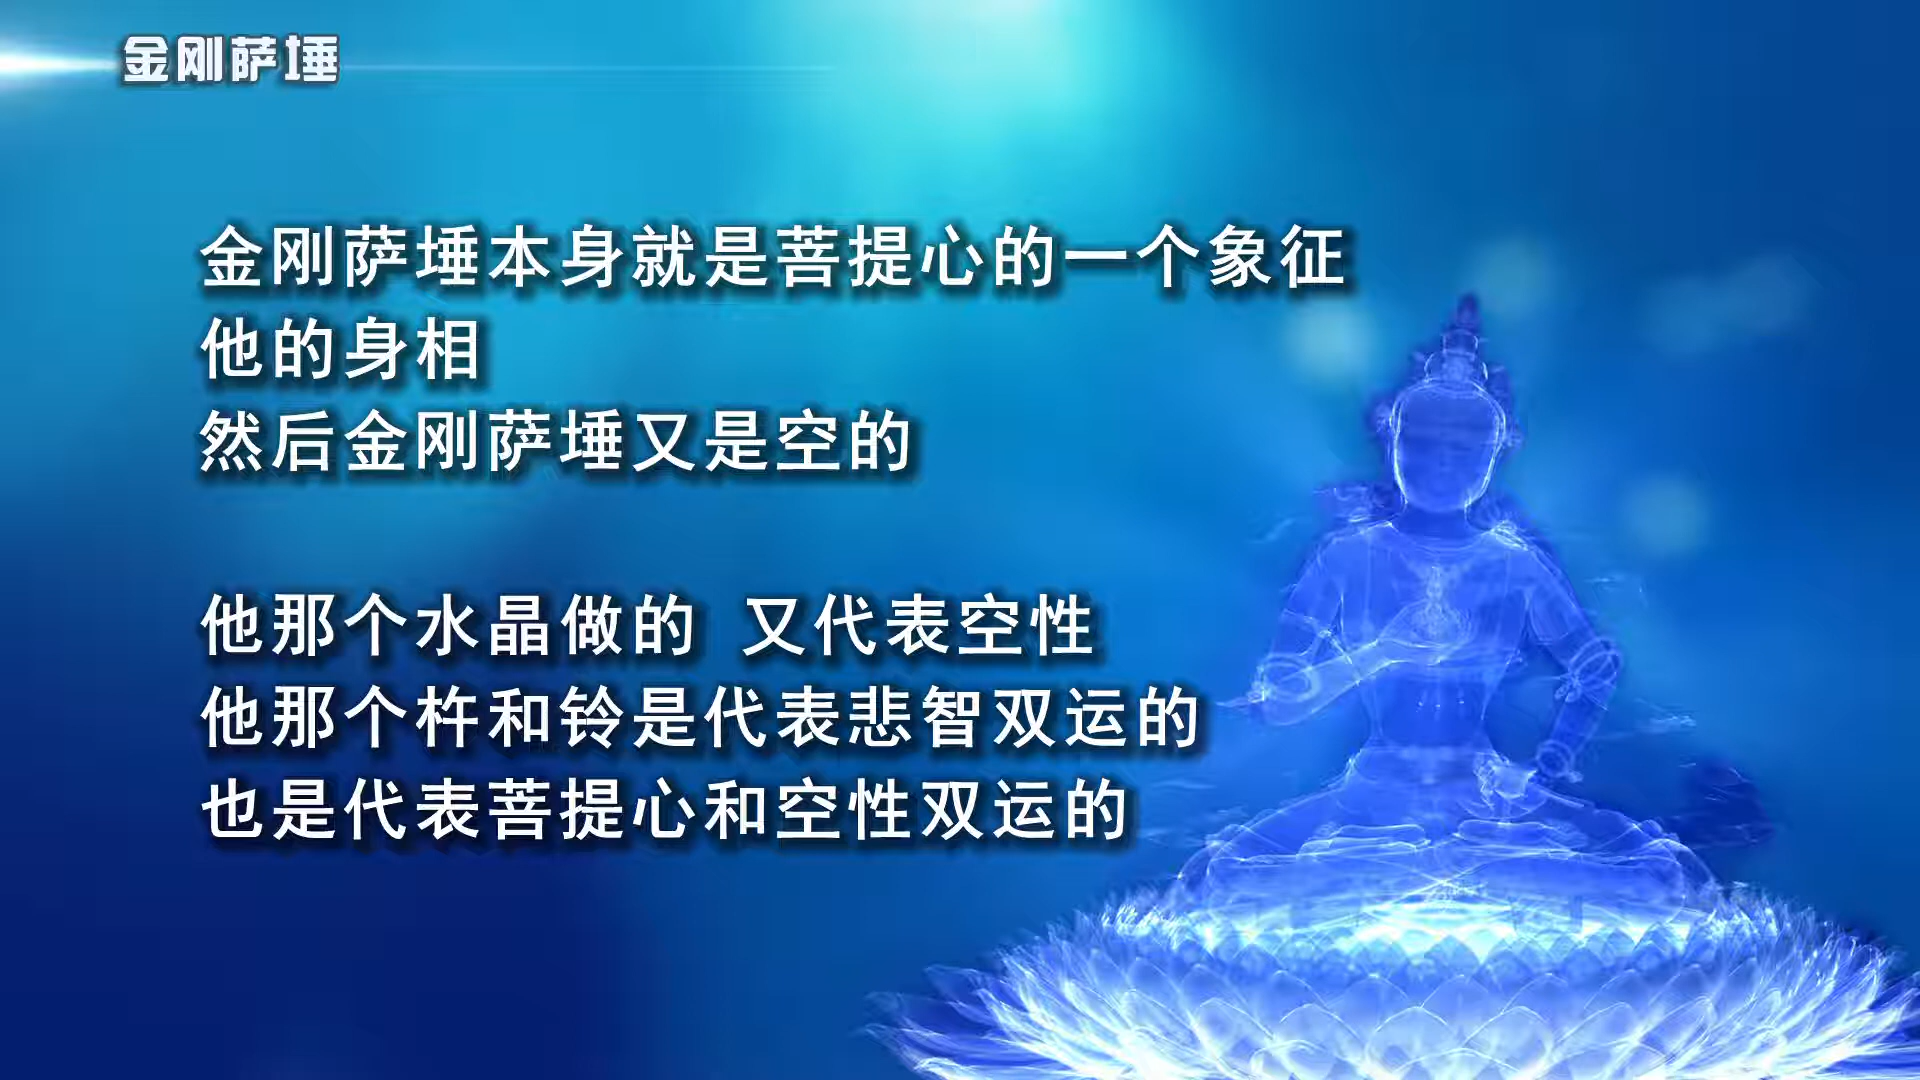 金刚萨埵
金刚萨埵本身就是菩提心的一个象征
他的身相
然后金刚萨埵又是空的
他那个水晶做的 又代表空性
他那个杵和铃是代表悲智双运的
也是代表菩提心和空性双运的